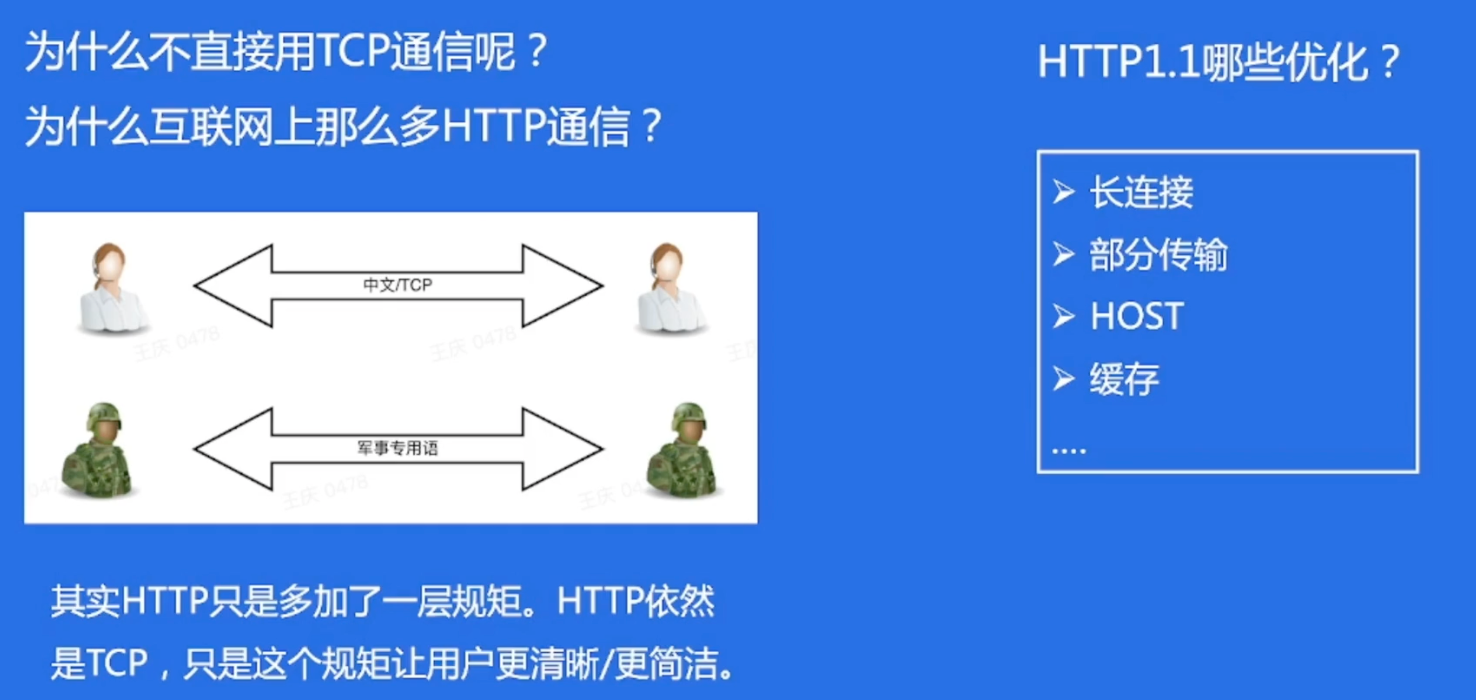 为什么不直接用TCP通信呢？
为什么互联网上那么多HTTP通信？
中文/TCP
王庆 0478
王庆 0478
军事专用语
王庆 0478
其实HTTP只是多加了一层规矩。HTTP依然
是TCP，只是这个规矩让用户更清晰/更简洁。
HTTP1.1哪些优化？
➢ 长连接
➢ 部分传输
➢ HOST
➢ 缓存
....